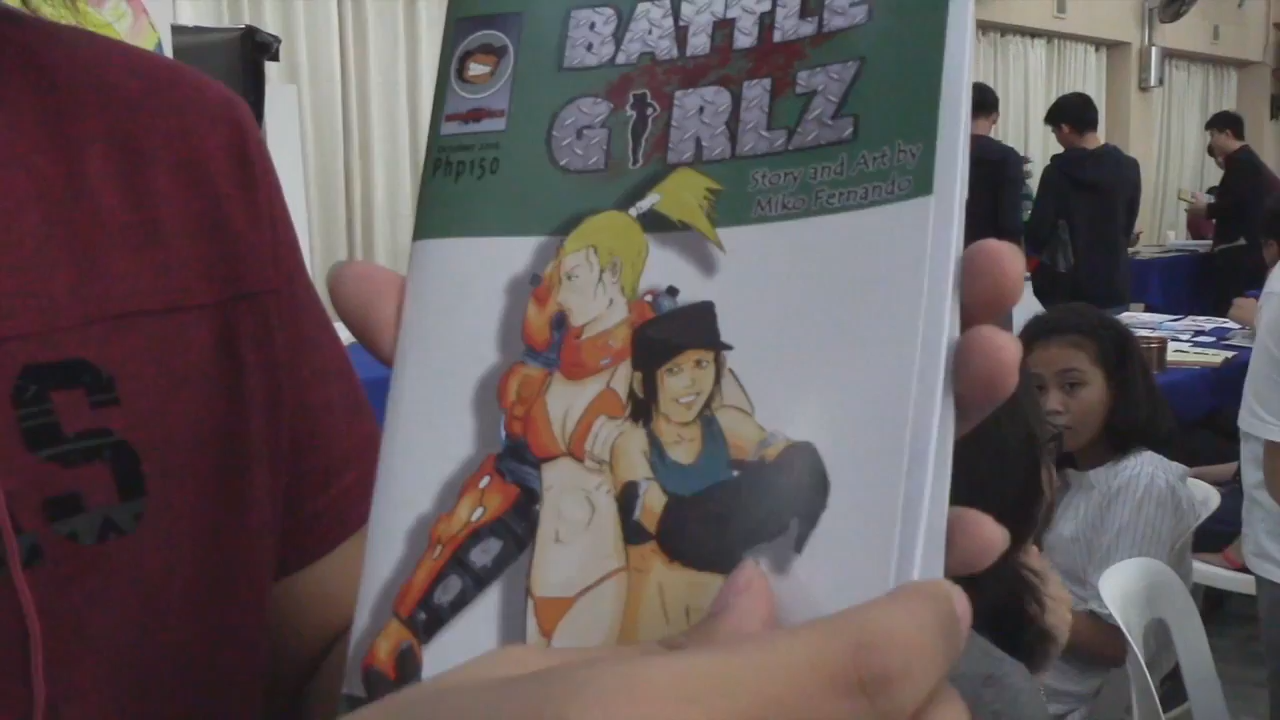 BATTLE
GIRLZ
Php150
Story and Art by
Miko Fernando